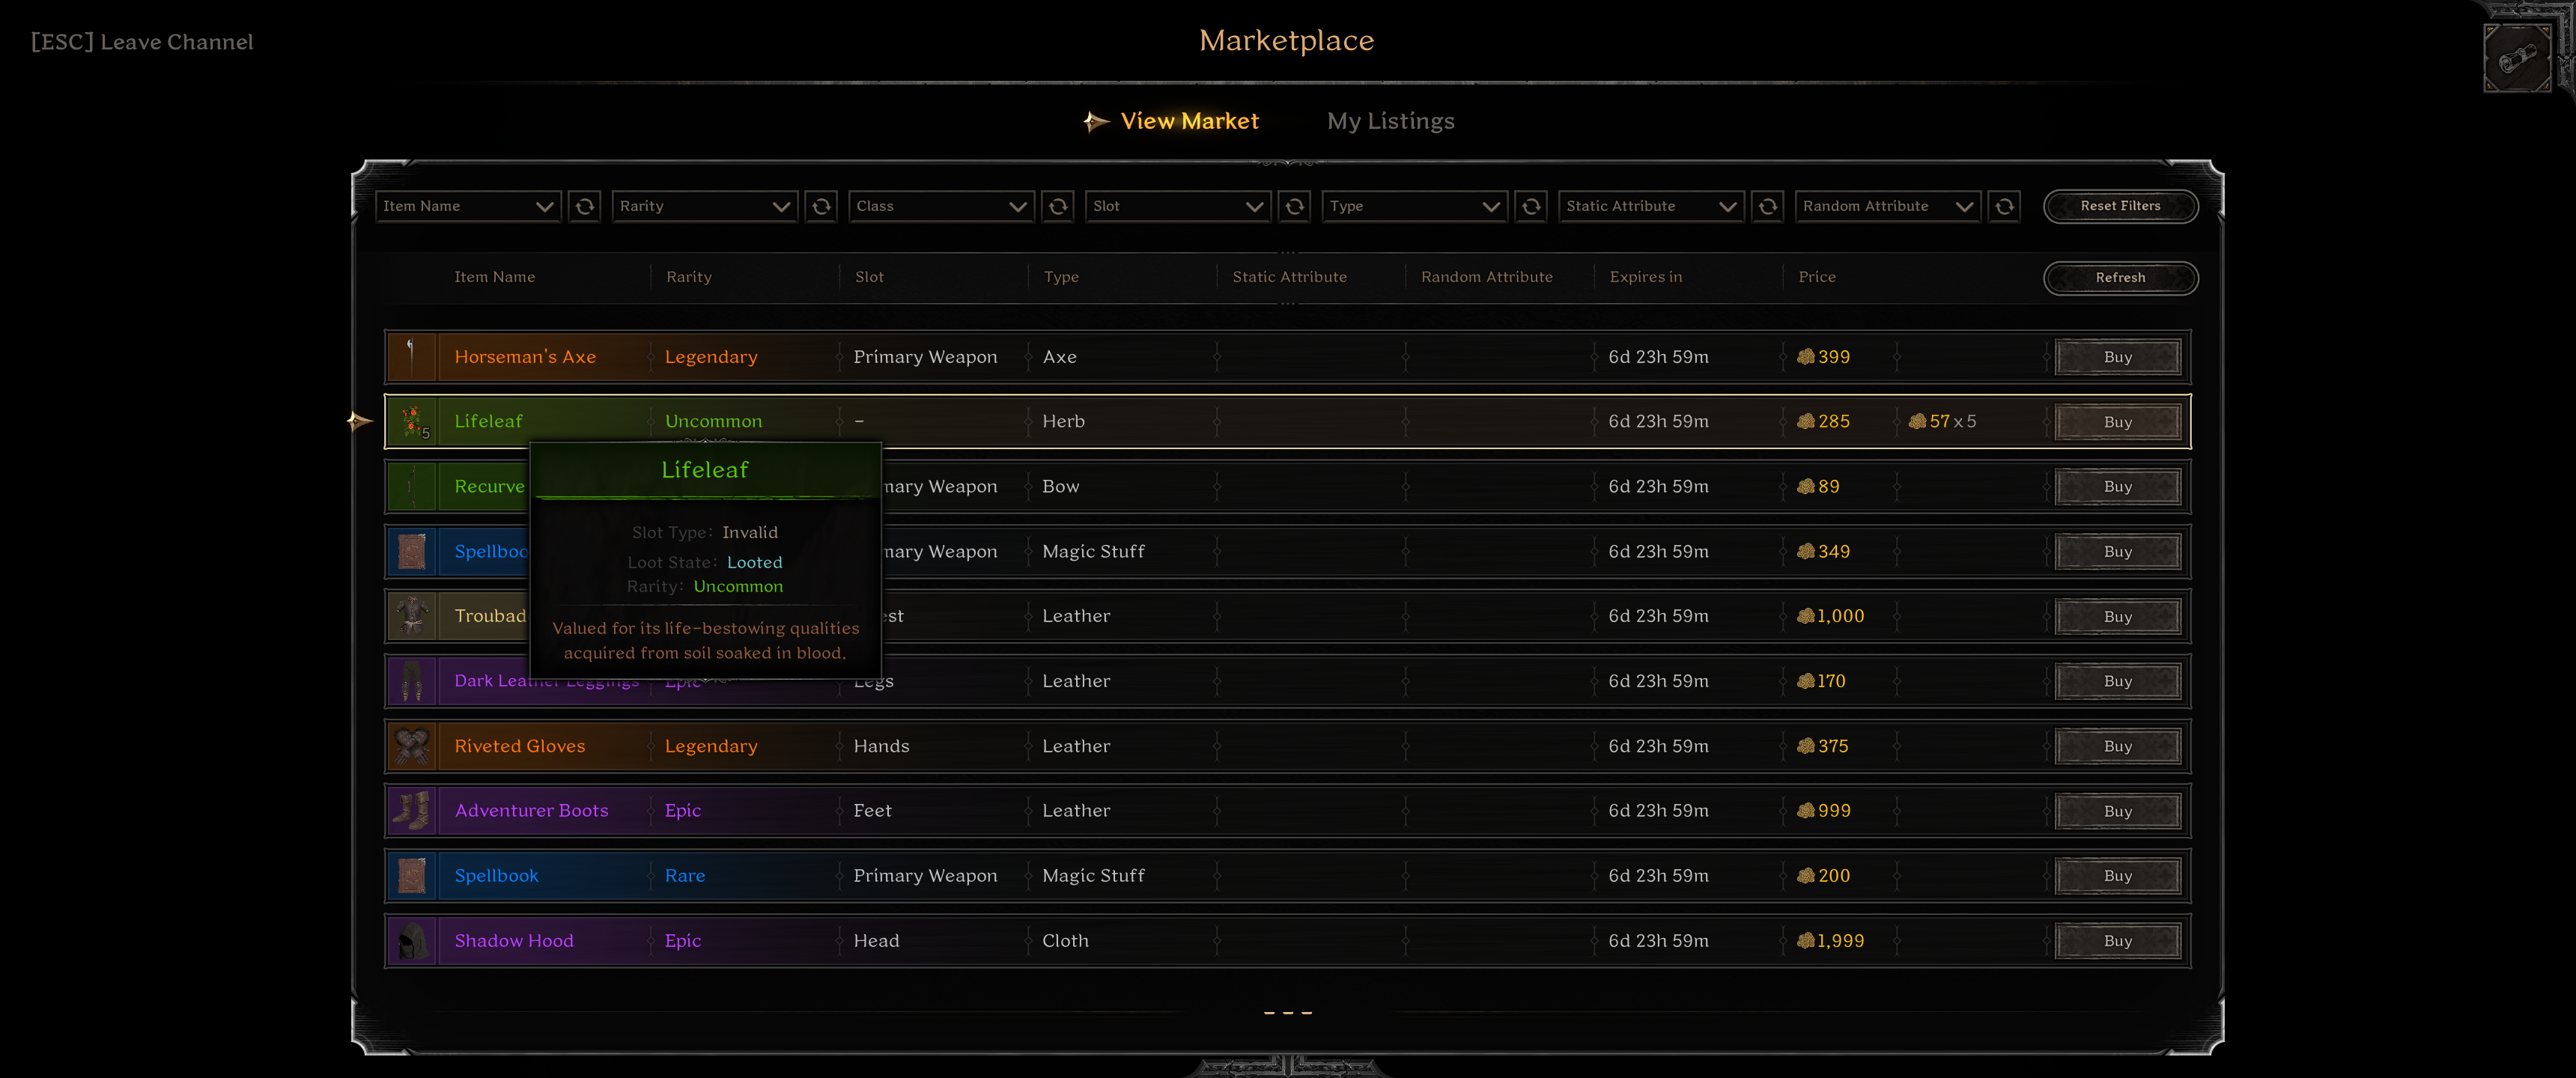 [ESC] Leave Channel
Marketplace
View Market My Listings
Item Name Rarity Class Slot Type Static Attribute Random Attribute Reset Filters
Item Name Rarity Slot Type Static Attribute Random Attribute Expires in Price Refresh
Horseman's Axe Legendary Primary Weapon Axe 6d 23h 59m 399 Buy
5 Lifeleaf Uncommon - Herb 6d 23h 59m 285 57 x 5 Buy
Recurve mary Weapon Bow 6d 23h 59m 89 Buy
Spellboo mary Weapon Magic Stuff 6d 23h 59m 349 Buy
Troubad est Leather 6d 23h 59m 1,000 Buy
Dark Leather Leggings Epic Legs Leather 6d 23h 59m 170 Buy
Riveted Gloves Legendary Hands Leather 6d 23h 59m 375 Buy
Adventurer Boots Epic Feet Leather 6d 23h 59m 999 Buy
Spellbook Rare Primary Weapon Magic Stuff 6d 23h 59m 200 Buy
Shadow Hood Epic Head Cloth 6d 23h 59m 1,999 Buy
Lifeleaf
Slot Type: Invalid
Loot State: Looted
Rarity: Uncommon
Valued for its life-bestowing qualities
acquired from soil soaked in blood.